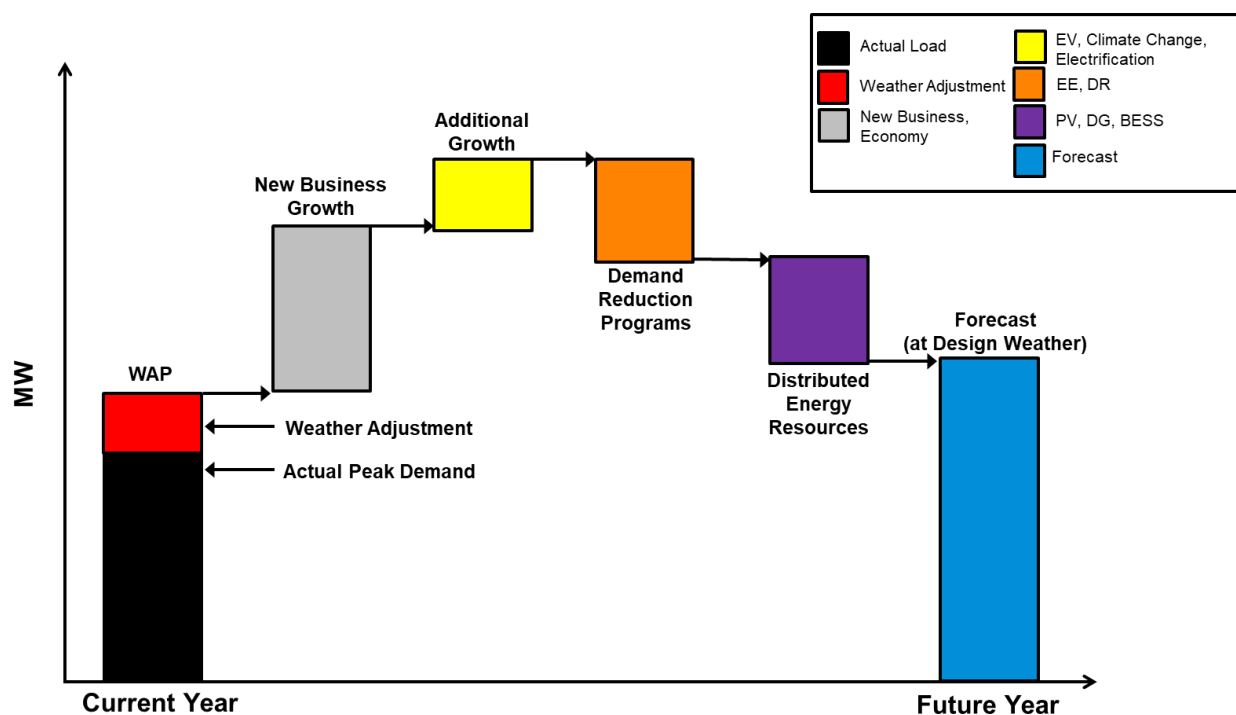 Actual Load
Weather Adjustment
New Business,
Economy
EV, Climate Change,
Electrification
EE, DR
PV, DG, BESS
Forecast
MW
WAP
Weather Adjustment
Actual Peak Demand
New Business
Growth
Additional
Growth
Demand
Reduction
Programs
Distributed
Energy
Resources
Forecast
(at Design Weather)
Current Year
Future Year